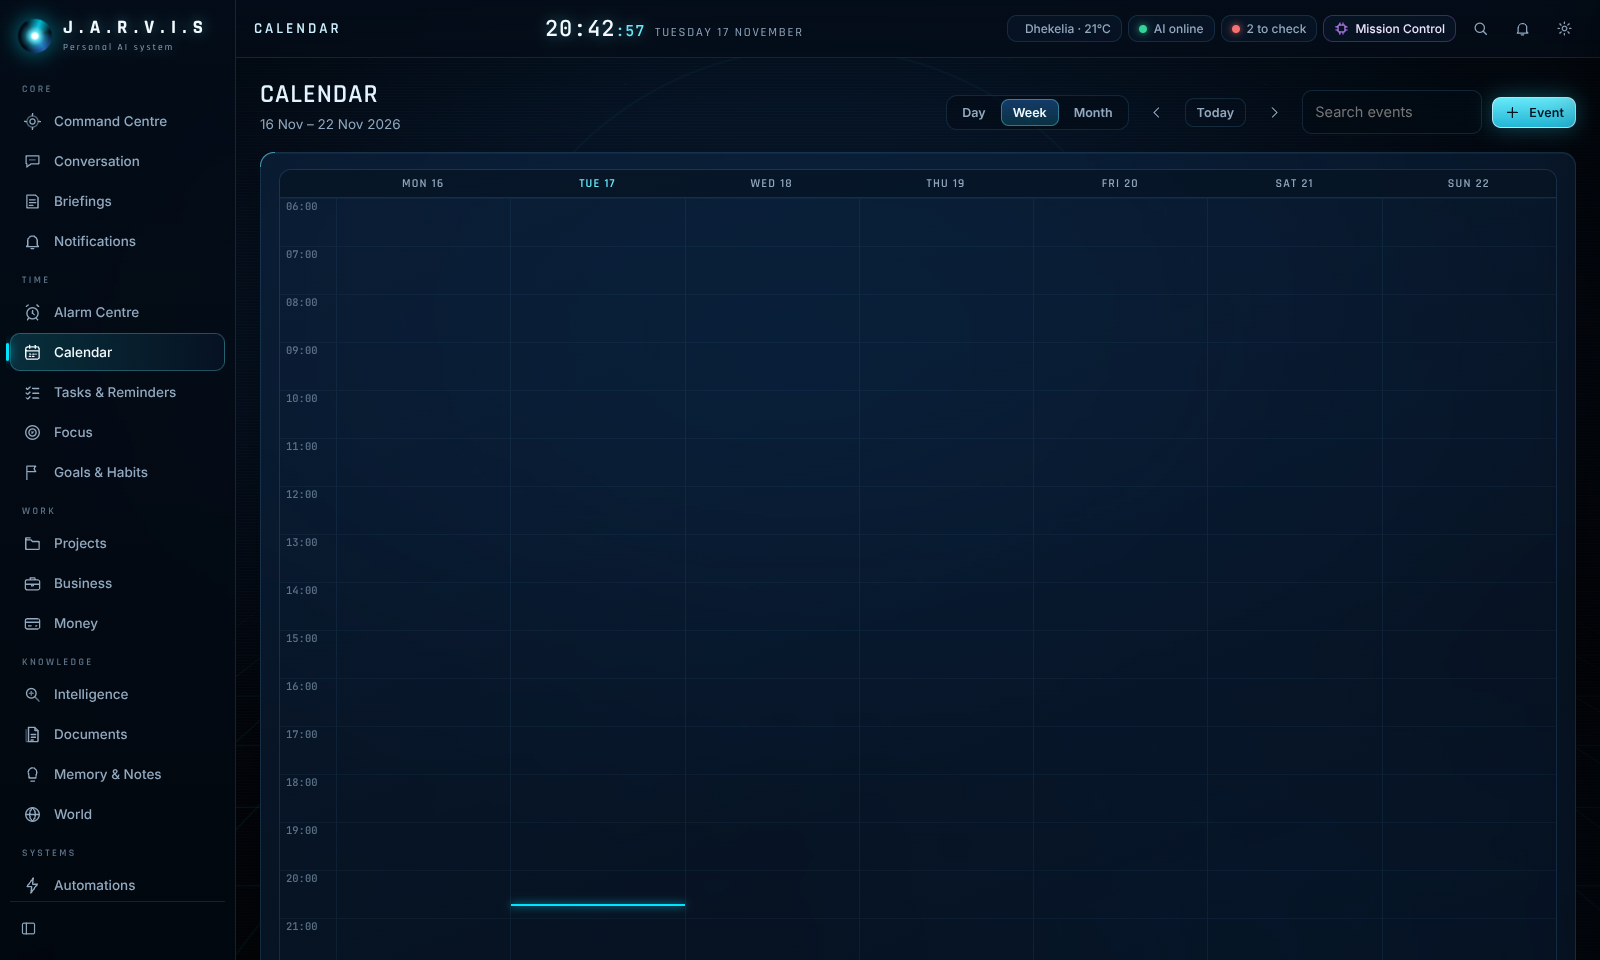 J.A.R.V.I.S
Personal AI system
CORE
Command Centre
Conversation
Briefings
Notifications
TIME
Alarm Centre
Calendar
Tasks & Reminders
Focus
Goals & Habits
WORK
Projects
Business
Money
KNOWLEDGE
Intelligence
Documents
Memory & Notes
World
SYSTEMS
Automations
CALENDAR
20:42:57 TUESDAY 17 NOVEMBER
Dhekelia · 21°C
AI online
2 to check
Mission Control
CALENDAR
16 Nov – 22 Nov 2026
Day Week Month
Today
Search events
Event
MON 16 TUE 17 WED 18 THU 19 FRI 20 SAT 21 SUN 22
06:00
07:00
08:00
09:00
10:00
11:00
12:00
13:00
14:00
15:00
16:00
17:00
18:00
19:00
20:00
21:00